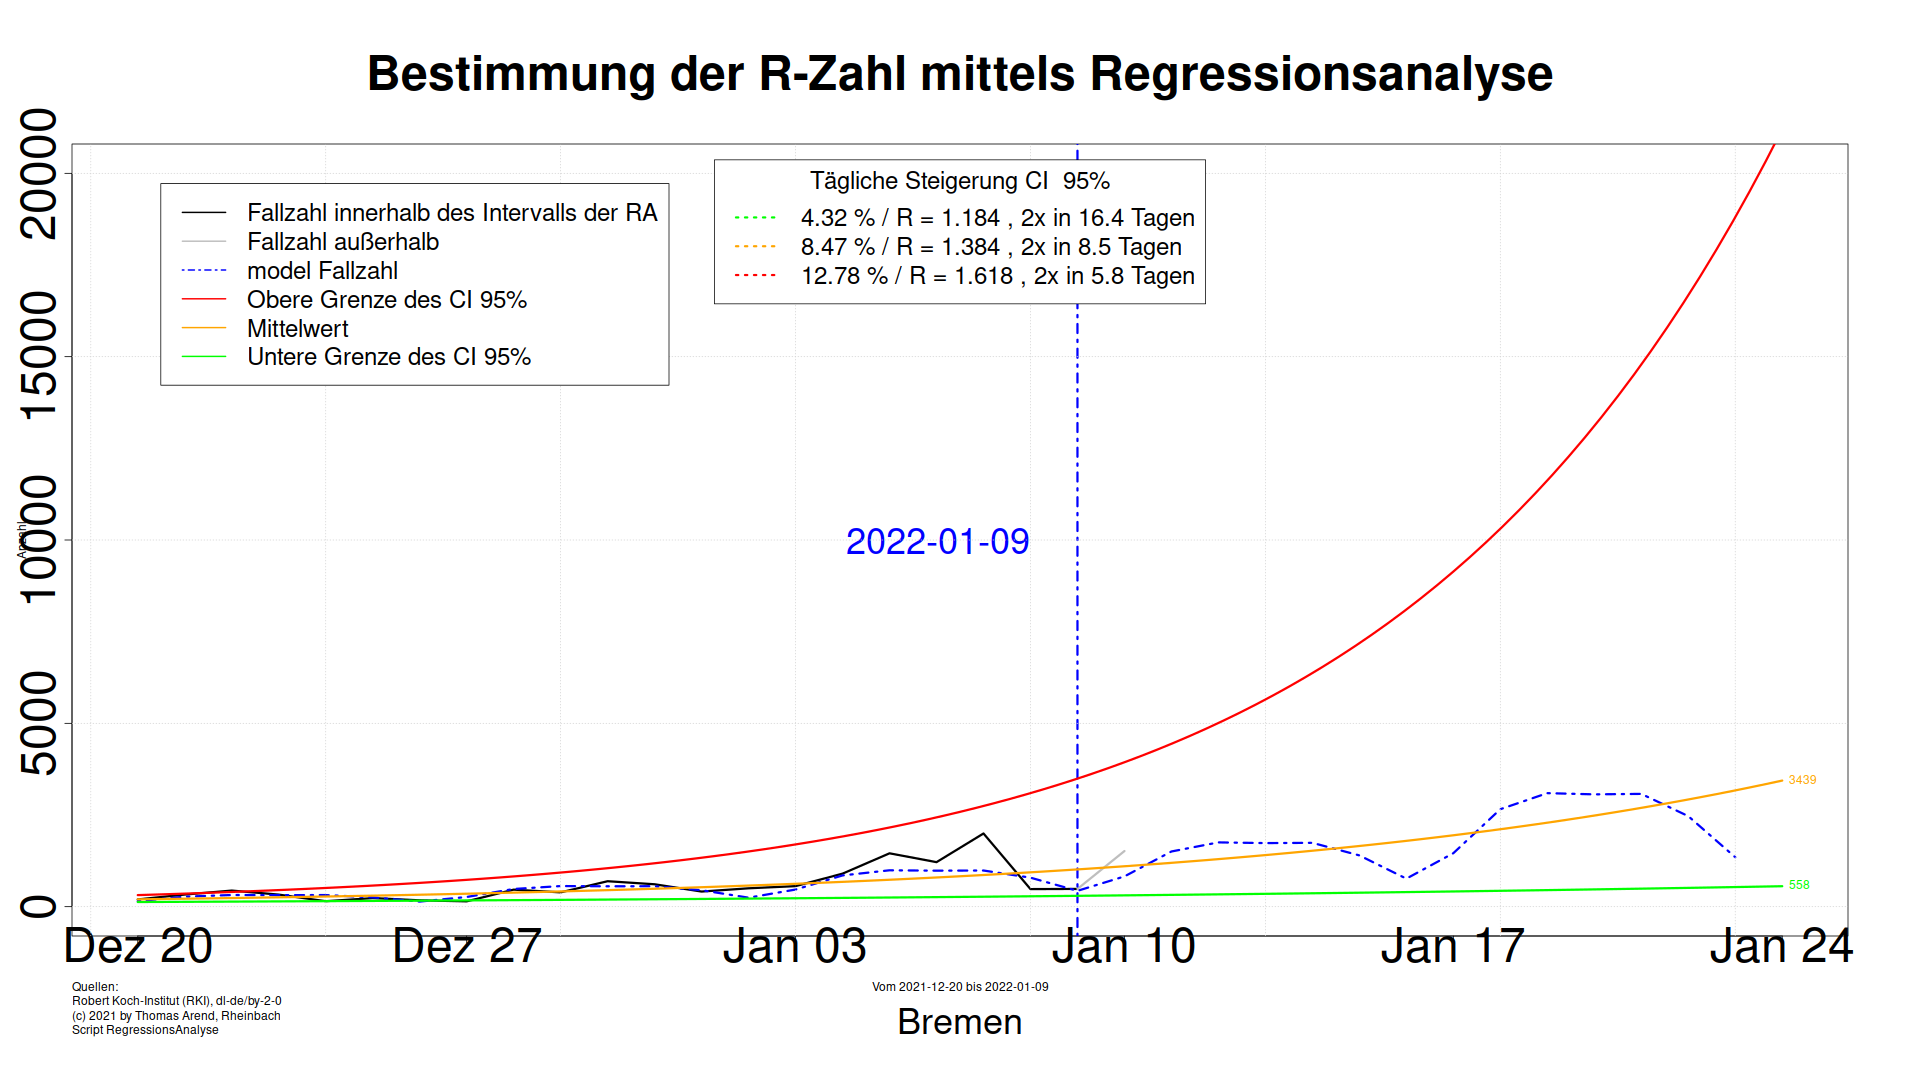 Bestimmung der R-Zahl mittels Regressionsanalyse
Tägliche Steigerung CI  95%
4.32 % / R = 1.184 , 2x in 16.4 Tagen
8.47 % / R = 1.384 , 2x in 8.5 Tagen
12.78 % / R = 1.618 , 2x in 5.8 Tagen
Fallzahl innerhalb des Intervalls der RA
Fallzahl außerhalb
model Fallzahl
Obere Grenze des CI 95%
Mittelwert
Untere Grenze des CI 95%
20000
15000
10000
5000
0
Anzahl
2022-01-09
3439
558
Dez 20
Dez 27
Jan 03
Jan 10
Jan 17
Jan 24
Quellen:
Robert Koch-Institut (RKI), dl-de/by-2-0
(c) 2021 by Thomas Arend, Rheinbach
Script RegressionsAnalyse
Vom 2021-12-20 bis 2022-01-09
Bremen